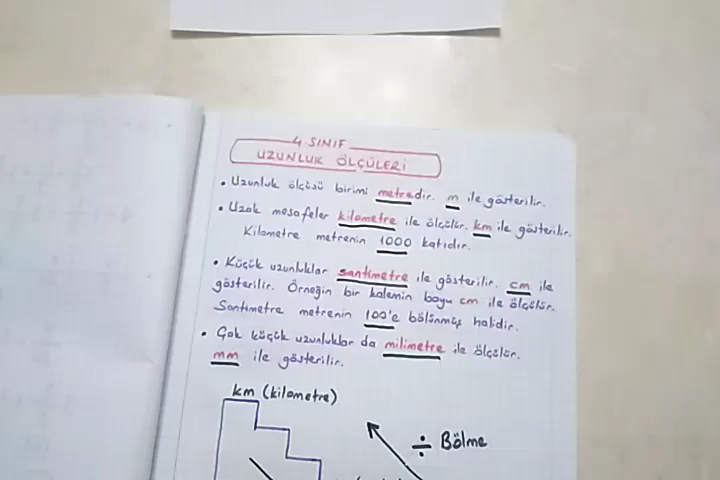 4 SINIF
UZUNLUK ÖLÇÜLERİ
• Uzunluk ölçüsü birimi metredir. m ile gösterilir.
• Uzak mesafeler kilometre ile ölçülür. km ile gösterilir.
Kilometre metrenin 1000 katıdır.
• Küçük uzunluklar santimetre ile gösterilir. cm ile
gösterilir. Örneğin bir kalemin boyu cm ile ölçülür.
Santimetre metrenin 100'e bölünmüş halidir.
• Çok küçük uzunluklar da milimetre ile ölçülür.
mm ile gösterilir.
km (kilometre)
÷ Bölme